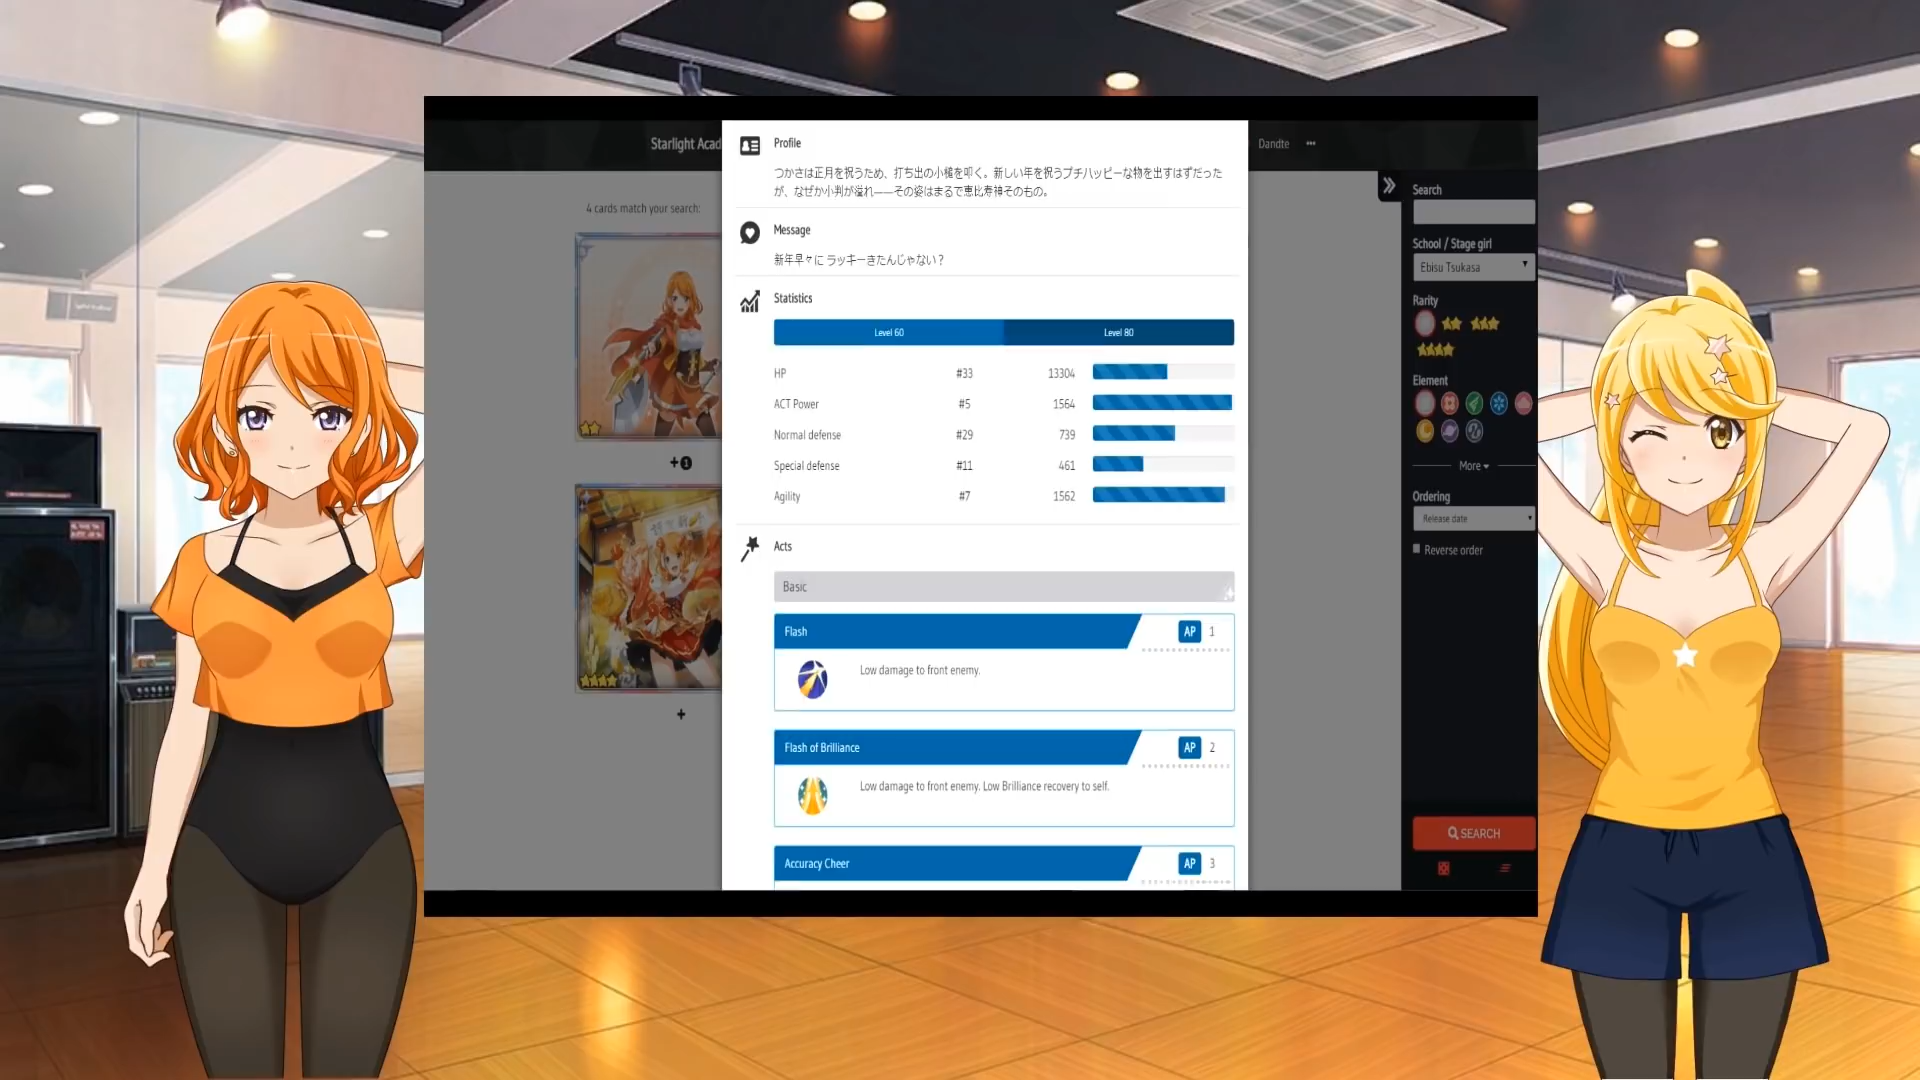 Starlight Acad
Dandte
4 cards match your search:
+1
+
Profile
つかさは正月を祝うため、打ち出の小槌を叩く。新しい年を祝うプチハッピーな物を出すはずだった
が、なぜか小判が溢れ——その姿はまるで恵比寿神そのもの。
Message
新年早々に ラッキーきたんじゃない？
Statistics
Level 60 Level 80
HP #33 13304
ACT Power #5 1564
Normal defense #29 739
Special defense #11 461
Agility #7 1562
Acts
Basic
Flash AP 1
Low damage to front enemy.
Flash of Brilliance AP 2
Low damage to front enemy. Low Brilliance recovery to self.
Accuracy Cheer AP 3
Search
School / Stage girl
Ebisu Tsukasa
Rarity
Element
More
Ordering
Release date
Reverse order
SEARCH